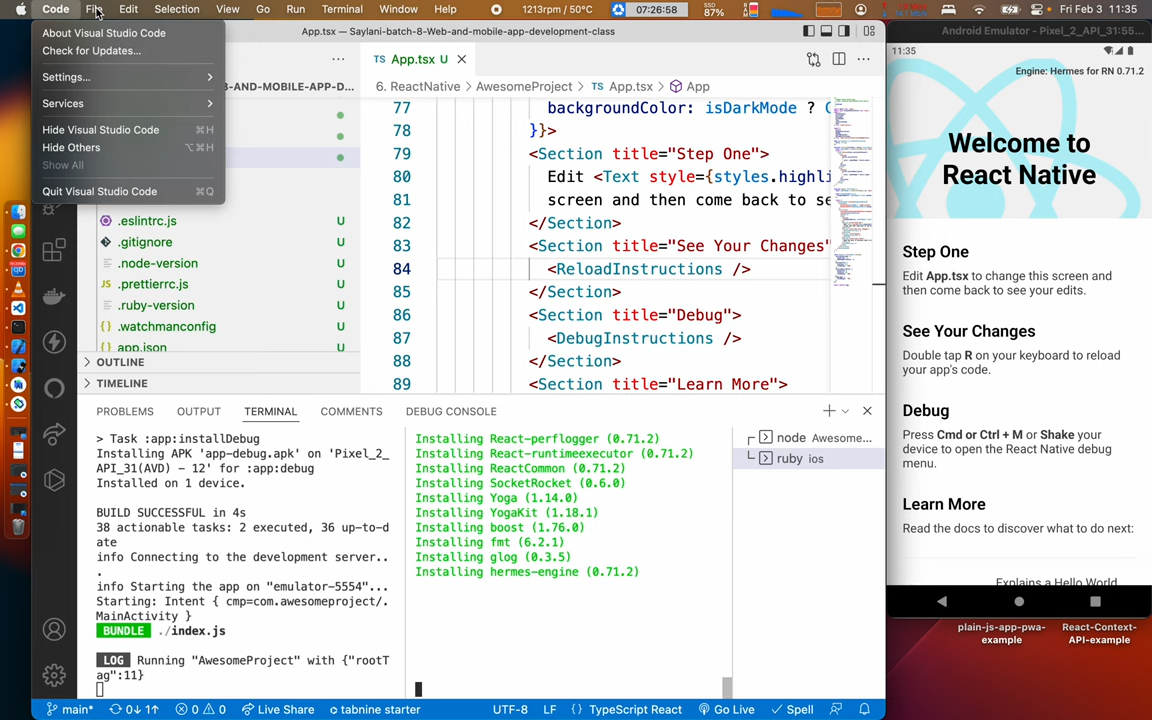 Code File Edit Selection View Go Run Terminal Window Help 1213rpm / 50°C 07:26:58 SSD 87% Fri Feb 3 11:35
About Visual Studio Code
Check for Updates...
Settings...
Services
Hide Visual Studio Code ⌘H
Hide Others ⌥⌘H
Show All
Quit Visual Studio Code ⌘Q
App.tsx — Saylani-batch-8-Web-and-mobile-app-development-class
TS App.tsx U
3-AND-MOBILE-APP-D...
6. ReactNative > AwesomeProject > TS App.tsx > App
.eslintrc.js U
.gitignore U
.node-version U
JS .prettierrc.js U
.ruby-version U
{} .watchmanconfig U
{} app.json U
OUTLINE
TIMELINE
77 backgroundColor: isDarkMode ? C
78 }}>
79 <Section title="Step One">
80 Edit <Text style={styles.highli
81 screen and then come back to se
82 </Section>
83 <Section title="See Your Changes"
84 <ReloadInstructions />
85 </Section>
86 <Section title="Debug">
87 <DebugInstructions />
88 </Section>
89 <Section title="Learn More">
PROBLEMS OUTPUT TERMINAL COMMENTS DEBUG CONSOLE
> Task :app:installDebug
Installing APK 'app-debug.apk' on 'Pixel_2_
API_31(AVD) - 12' for :app:debug
Installed on 1 device.
BUILD SUCCESSFUL in 4s
38 actionable tasks: 2 executed, 36 up-to-d
ate
info Connecting to the development server..
.
info Starting the app on "emulator-5554"...
Starting: Intent { cmp=com.awesomeproject/.
MainActivity }
BUNDLE ./index.js
LOG Running "AwesomeProject" with {"rootT
ag":11}
Installing React-perflogger (0.71.2)
Installing React-runtimeexecutor (0.71.2)
Installing ReactCommon (0.71.2)
Installing SocketRocket (0.6.0)
Installing Yoga (1.14.0)
Installing YogaKit (1.18.1)
Installing boost (1.76.0)
Installing fmt (6.2.1)
Installing glog (0.3.5)
Installing hermes-engine (0.71.2)
node Awesome...
ruby ios
main* 0↓ 1↑ 0 0 Live Share tabnine starter UTF-8 LF {} TypeScript React Go Live Spell
Android Emulator - Pixel_2_API_31:55...
11:35
Engine: Hermes for RN 0.71.2
Welcome to
React Native
Step One
Edit App.tsx to change this screen and
then come back to see your edits.
See Your Changes
Double tap R on your keyboard to reload
your app's code.
Debug
Press Cmd or Ctrl + M or Shake your
device to open the React Native debug
menu.
Learn More
Read the docs to discover what to do next:
Explains a Hello World
plain-js-app-pwa-
example
React-Context-
API-example